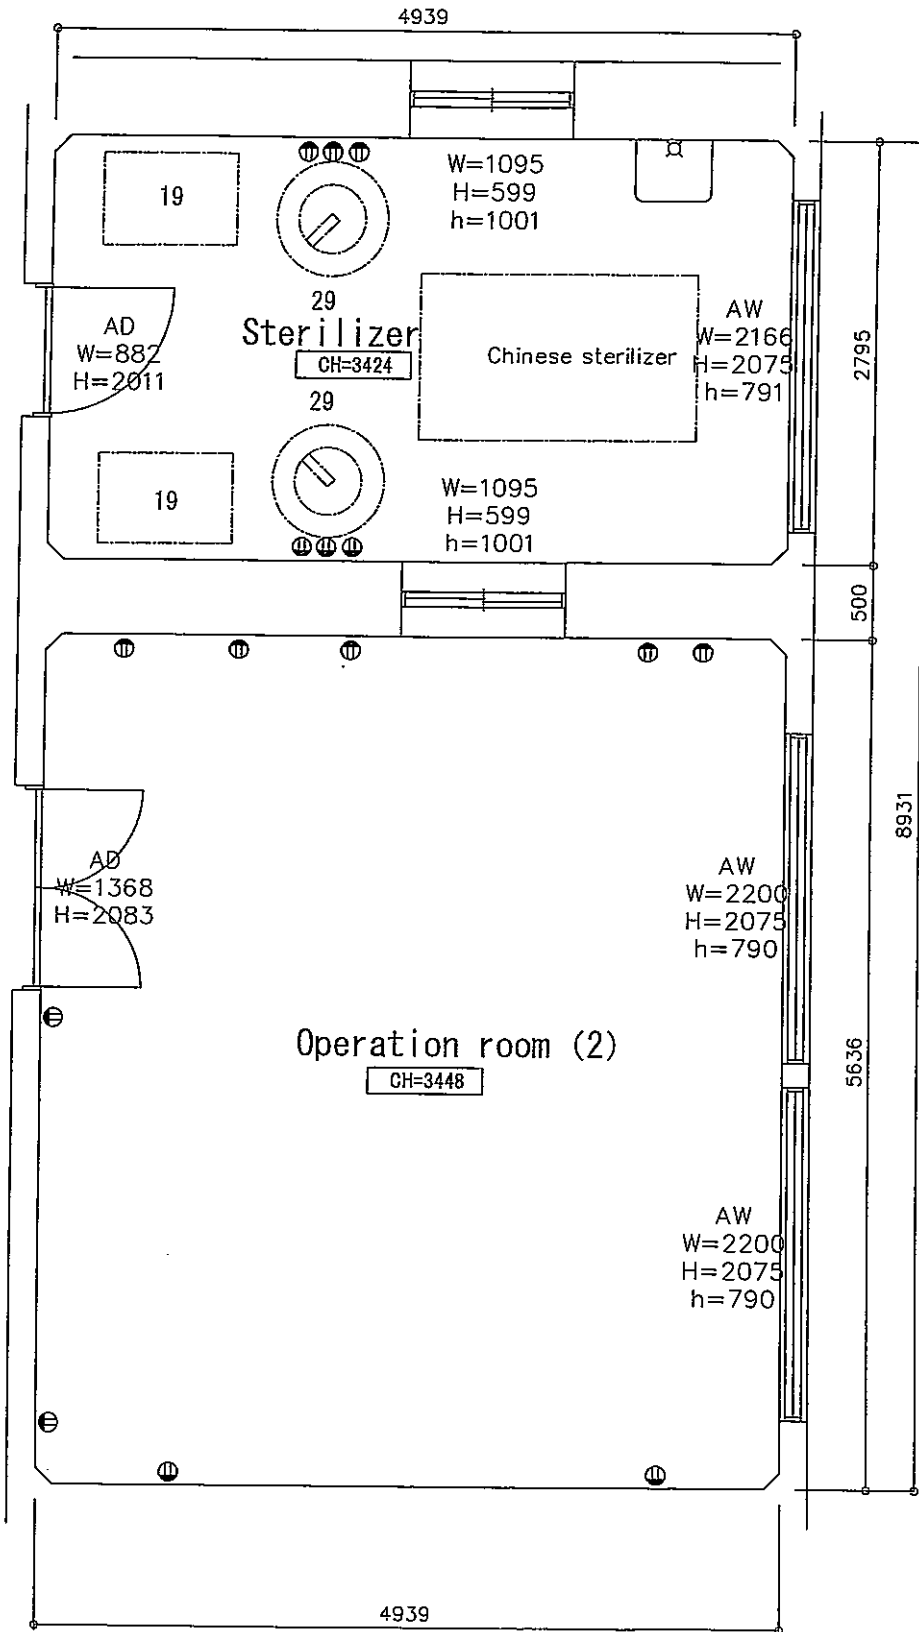 4939
W=1095
H=599
h=1001
19
29
Sterilizer
CH=3424
AD
W=882
H=2011
Chinese sterilizer
AW
W=2166
H=2075
h=791
2795
29
19
W=1095
H=599
h=1001
500
AD
W=1368
H=2083
AW
W=2200
H=2075
h=790
8931
Operation room (2)
CH=3448
5636
AW
W=2200
H=2075
h=790
4939